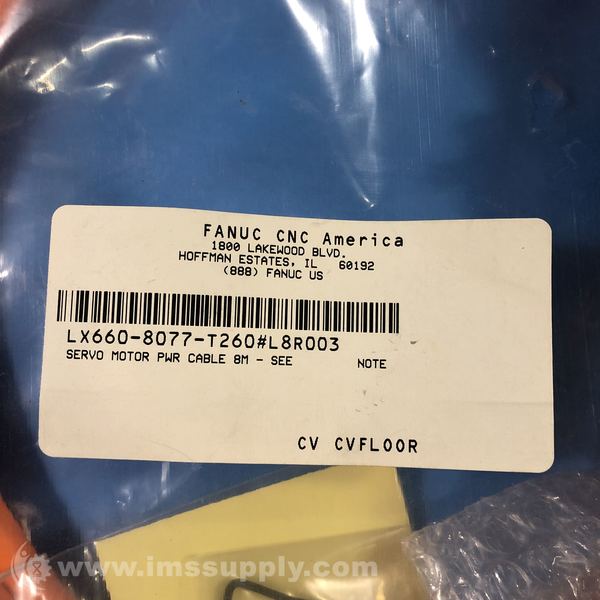 FANUC CNC America
1800 LAKEWOOD BLVD.
HOFFMAN ESTATES, IL 60192
(888) FANUC US
LX660-8077-T260#L8R003
SERVO MOTOR PWR CABLE 8M - SEE NOTE
CV CVFLOOR
www.imssupply.com